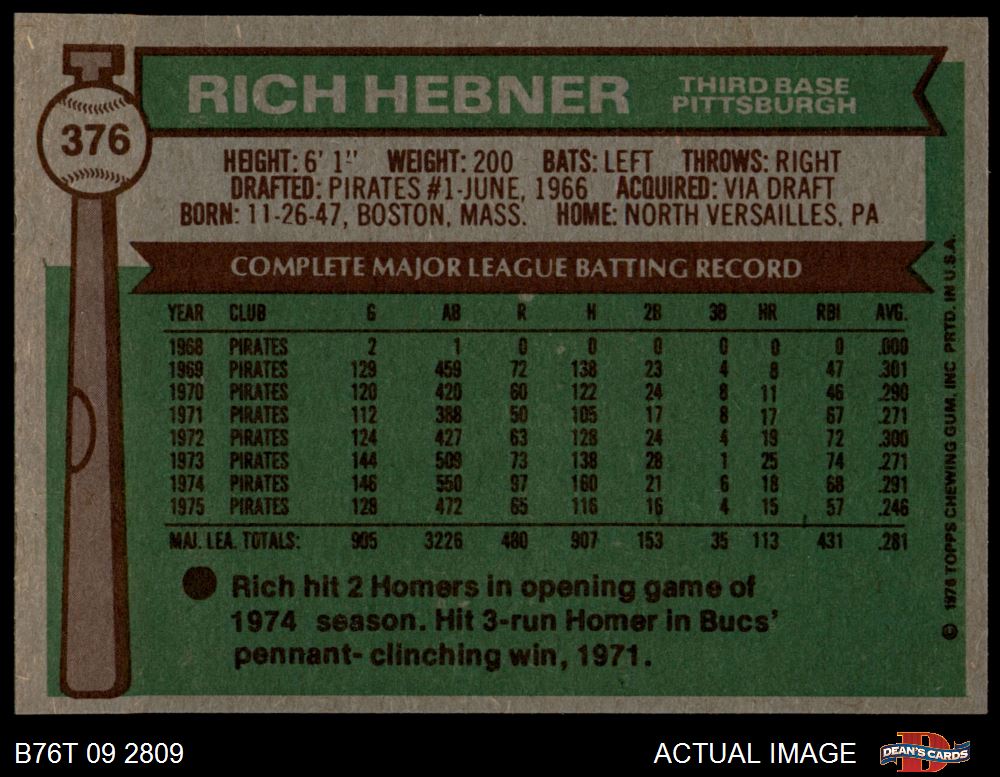 T
376
RICH HEBNER THIRD BASE
PITTSBURGH
HEIGHT: 6' 1" WEIGHT: 200 BATS: LEFT THROWS: RIGHT
DRAFTED: PIRATES #1-JUNE, 1966 ACQUIRED: VIA DRAFT
BORN: 11-26-47, BOSTON, MASS. HOME: NORTH VERSAILLES, PA
COMPLETE MAJOR LEAGUE BATTING RECORD
YEAR CLUB G AB R H 2B 3B HR RBI AVG.
1968 PIRATES 2 1 0 0 0 0 0 0 .000
1969 PIRATES 129 459 72 138 23 4 8 47 .301
1970 PIRATES 120 420 60 122 24 8 11 46 .290
1971 PIRATES 112 388 50 105 17 8 17 67 .271
1972 PIRATES 124 427 63 128 24 4 19 72 .300
1973 PIRATES 144 509 73 138 28 1 25 74 .271
1974 PIRATES 146 550 97 160 21 6 18 68 .291
1975 PIRATES 128 472 65 116 16 4 15 57 .246
MAJ. LEA. TOTALS: 905 3226 480 907 153 35 113 431 .281
Rich hit 2 Homers in opening game of
1974 season. Hit 3-run Homer in Bucs'
pennant- clinching win, 1971.
© 1976 TOPPS CHEWING GUM, INC PRTD. IN U.S.A.
B76T 09 2809 ACTUAL IMAGE D DEAN'S CARDS